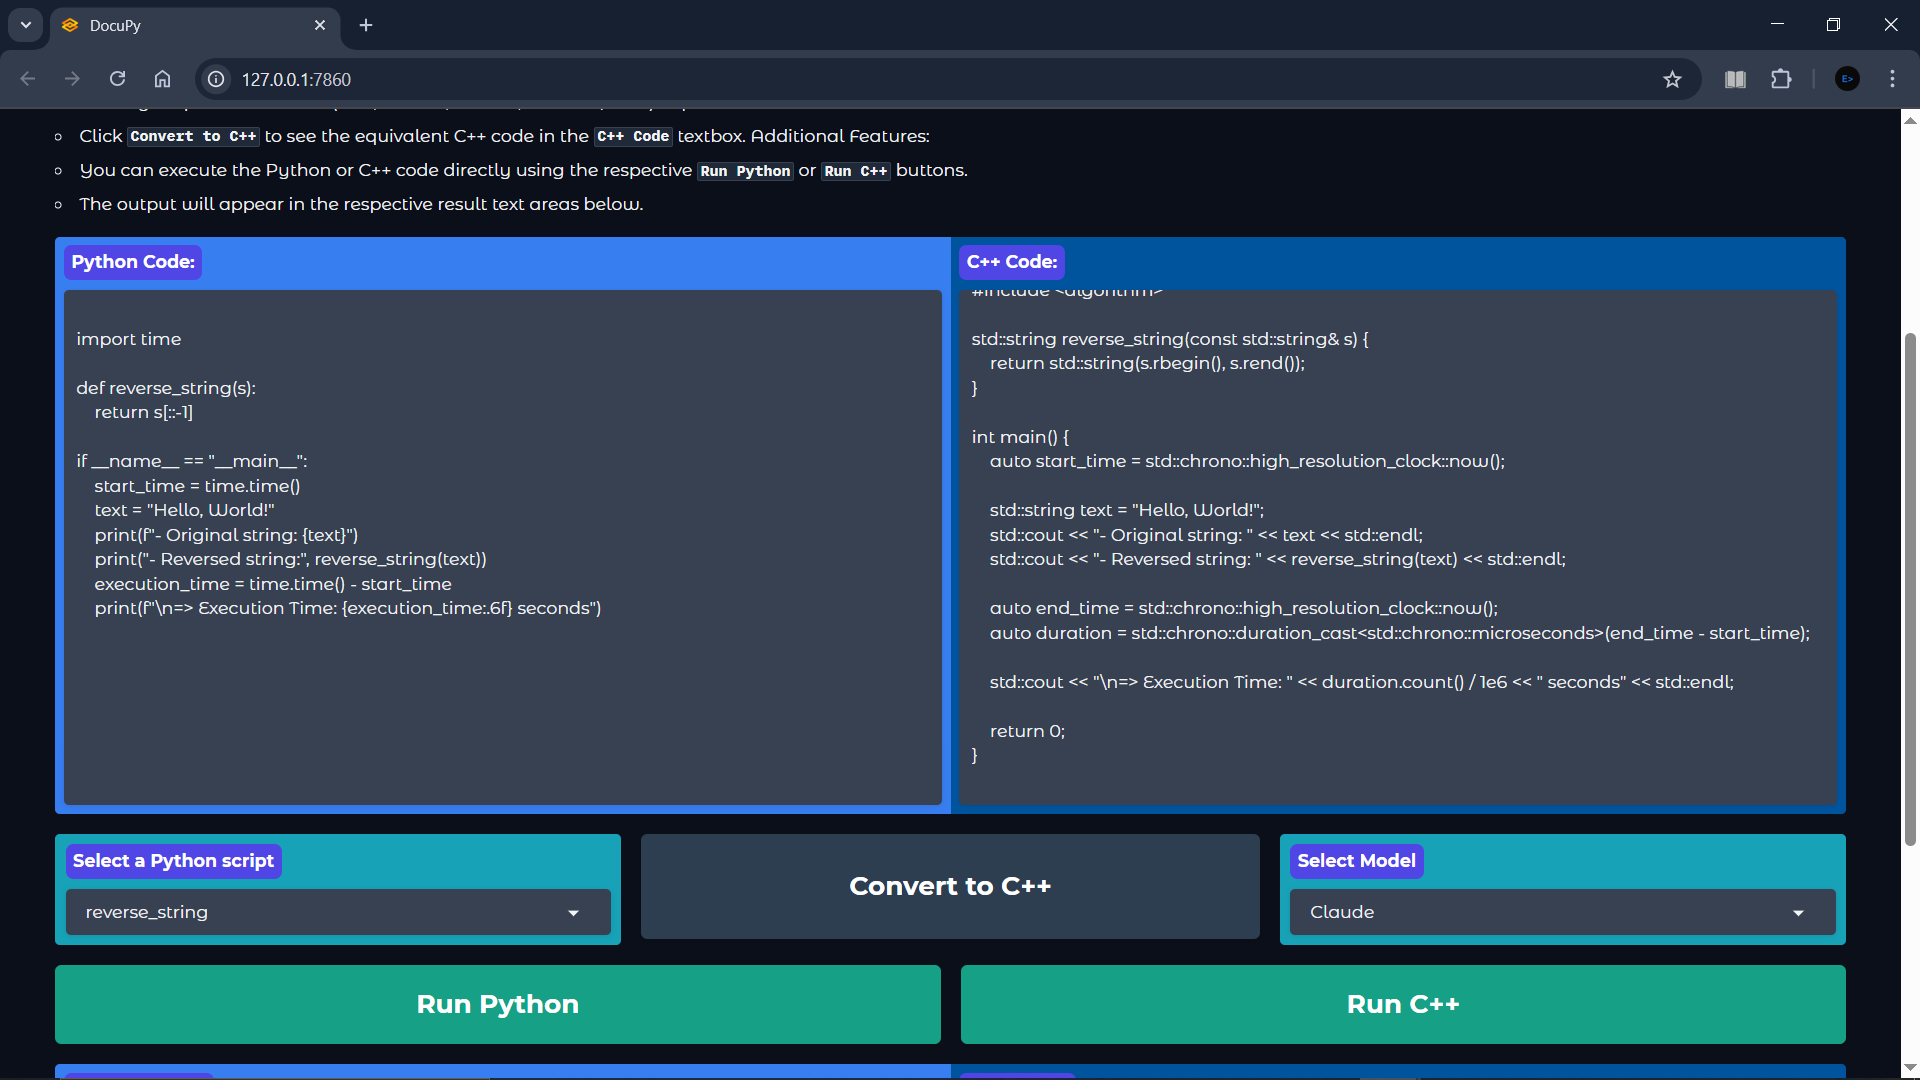 DocuPy
127.0.0.1:7860
Click Convert to C++ to see the equivalent C++ code in the C++ Code textbox. Additional Features:
You can execute the Python or C++ code directly using the respective Run Python or Run C++ buttons.
The output will appear in the respective result text areas below.
Python Code:
import time
def reverse_string(s):
    return s[::-1]
if __name__ == "__main__":
    start_time = time.time()
    text = "Hello, World!"
    print(f"- Original string: {text}")
    print("- Reversed string:", reverse_string(text))
    execution_time = time.time() - start_time
    print(f"\n=> Execution Time: {execution_time:.6f} seconds")
C++ Code:
#include <algorithm>
std::string reverse_string(const std::string& s) {
    return std::string(s.rbegin(), s.rend());
}
int main() {
    auto start_time = std::chrono::high_resolution_clock::now();
    std::string text = "Hello, World!";
    std::cout << "- Original string: " << text << std::endl;
    std::cout << "- Reversed string: " << reverse_string(text) << std::endl;
    auto end_time = std::chrono::high_resolution_clock::now();
    auto duration = std::chrono::duration_cast<std::chrono::microseconds>(end_time - start_time);
    std::cout << "\n=> Execution Time: " << duration.count() / 1e6 << " seconds" << std::endl;
    return 0;
}
Select a Python script
reverse_string
Convert to C++
Select Model
Claude
Run Python
Run C++